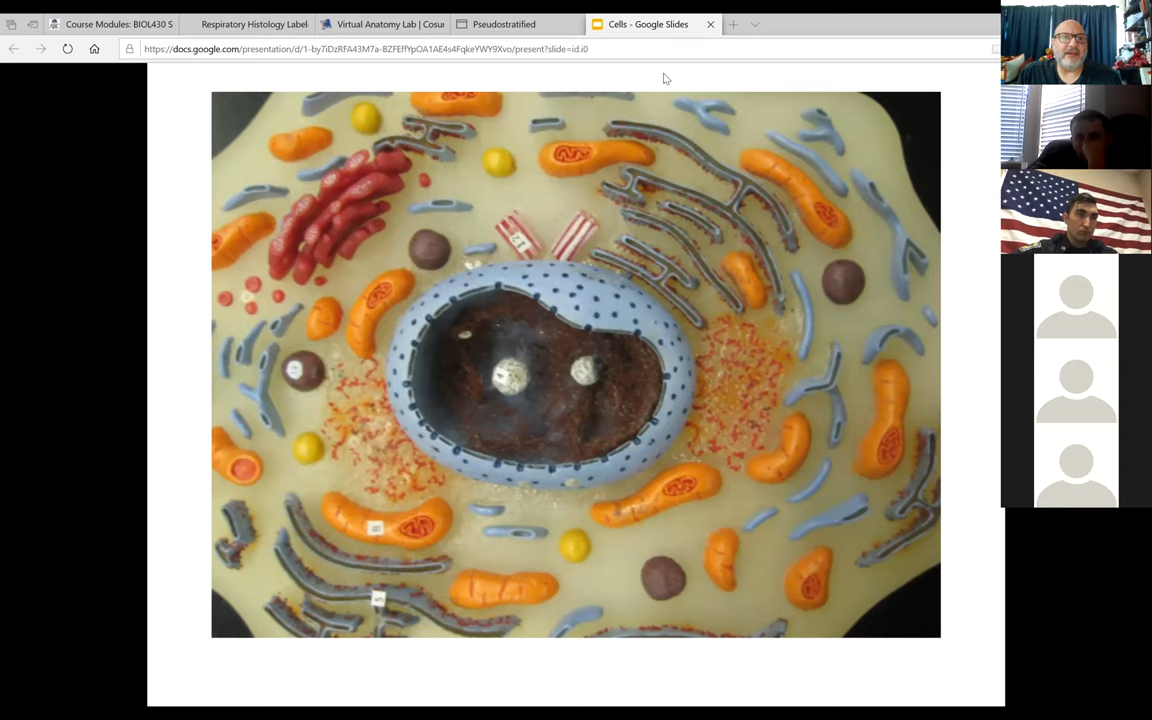 Course Modules: BIOL430 S
Respiratory Histology Label
Virtual Anatomy Lab | Cosu
Pseudostratified
Cells - Google Slides
https://docs.google.com/presentation/d/1-by7iDzRFA43M7a-BZFEffYpOA1AE4s4FqkeYWY9Xvo/present?slide=id.i0
12